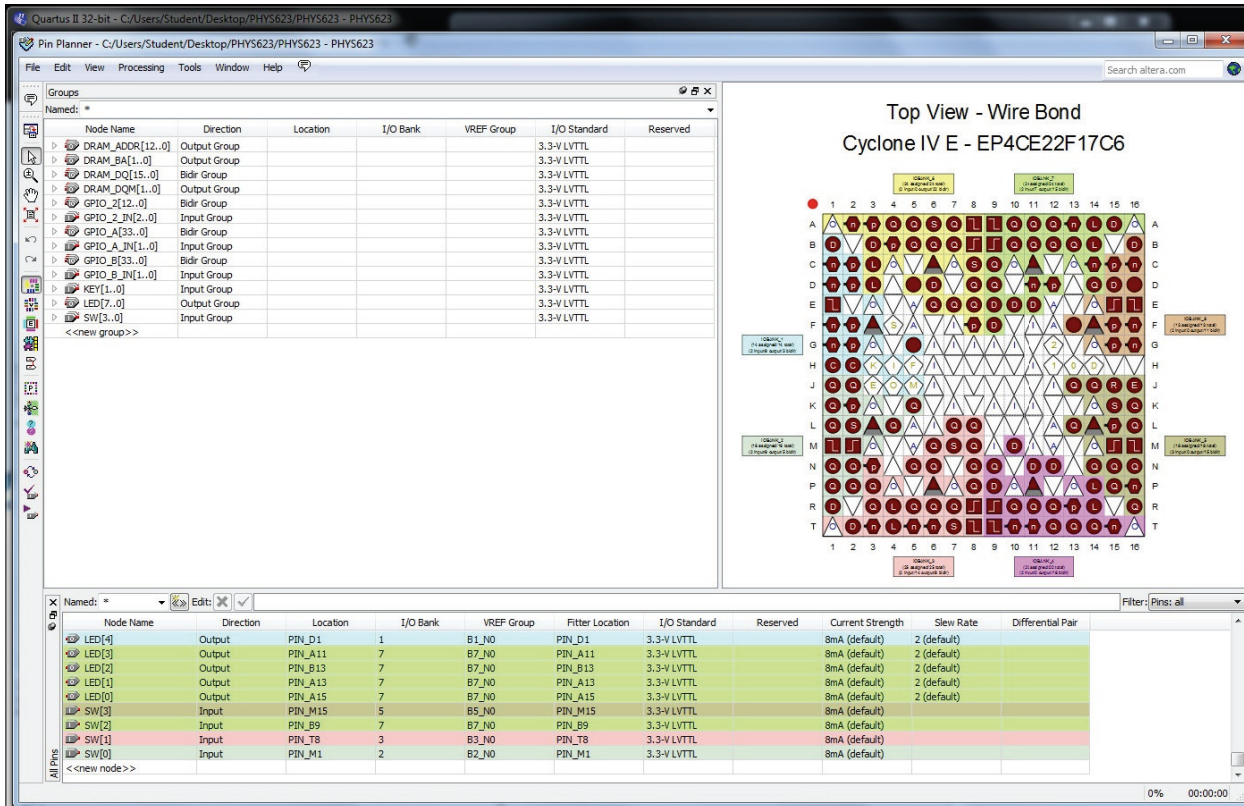 Quartus II 32-bit - C:/Users/Student/Desktop/PHYS623/PHYS623 - PHYS623
Pin Planner - C:/Users/Student/Desktop/PHYS623/PHYS623 - PHYS623
File Edit View Processing Tools Window Help
Search altera.com
Groups
Named: *
Node Name Direction Location I/O Bank VREF Group I/O Standard Reserved
DRAM_ADDR[12..0] Output Group 3.3-V LVTTL
DRAM_BA[1..0] Output Group 3.3-V LVTTL
DRAM_DQ[15..0] Bidir Group 3.3-V LVTTL
DRAM_DQM[1..0] Output Group 3.3-V LVTTL
GPIO_2[12..0] Bidir Group 3.3-V LVTTL
GPIO_2_IN[2..0] Input Group 3.3-V LVTTL
GPIO_A[33..0] Bidir Group 3.3-V LVTTL
GPIO_A_IN[1..0] Input Group 3.3-V LVTTL
GPIO_B[33..0] Bidir Group 3.3-V LVTTL
GPIO_B_IN[1..0] Input Group 3.3-V LVTTL
KEY[1..0] Input Group 3.3-V LVTTL
LED[7..0] Output Group 3.3-V LVTTL
SW[3..0] Input Group 3.3-V LVTTL
<<new group>>
Top View - Wire Bond
Cyclone IV E - EP4CE22F17C6
1 2 3 4 5 6 7 8 9 10 11 12 13 14 15 16
A A
B B
C C
D D
E E
F F
G G
H H
J J
K K
L L
M M
N N
P P
R R
T T
1 2 3 4 5 6 7 8 9 10 11 12 13 14 15 16
Named: * Edit: Filter: Pins: all
Node Name Direction Location I/O Bank VREF Group Fitter Location I/O Standard Reserved Current Strength Slew Rate Differential Pair
LED[4] Output PIN_D1 1 B1_N0 PIN_D1 3.3-V LVTTL 8mA (default) 2 (default)
LED[3] Output PIN_A11 7 B7_N0 PIN_A11 3.3-V LVTTL 8mA (default) 2 (default)
LED[2] Output PIN_B13 7 B7_N0 PIN_B13 3.3-V LVTTL 8mA (default) 2 (default)
LED[1] Output PIN_A13 7 B7_N0 PIN_A13 3.3-V LVTTL 8mA (default) 2 (default)
LED[0] Output PIN_A15 7 B7_N0 PIN_A15 3.3-V LVTTL 8mA (default) 2 (default)
SW[3] Input PIN_M15 5 B5_N0 PIN_M15 3.3-V LVTTL 8mA (default)
SW[2] Input PIN_B9 7 B7_N0 PIN_B9 3.3-V LVTTL 8mA (default)
SW[1] Input PIN_T8 3 B3_N0 PIN_T8 3.3-V LVTTL 8mA (default)
SW[0] Input PIN_M1 2 B2_N0 PIN_M1 3.3-V LVTTL 8mA (default)
<<new node>>
All Pins
0% 00:00:00